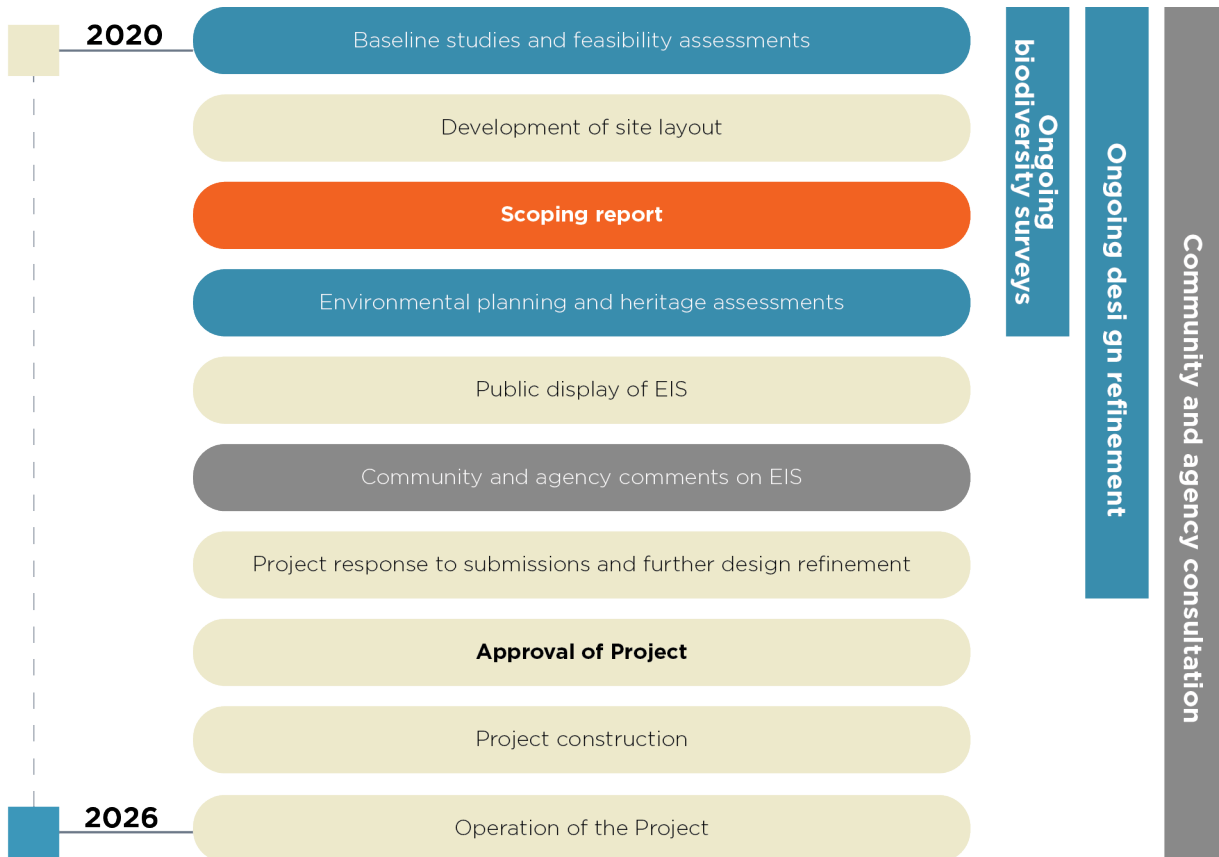 2020
Baseline studies and feasibility assessments
Development of site layout
Scoping report
Environmental planning and heritage assessments
Public display of EIS
Community and agency comments on EIS
Project response to submissions and further design refinement
Approval of Project
Project construction
2026
Operation of the Project
Ongoing
biodiversity surveys
Ongoing desi gn refinement
Community and agency consultation